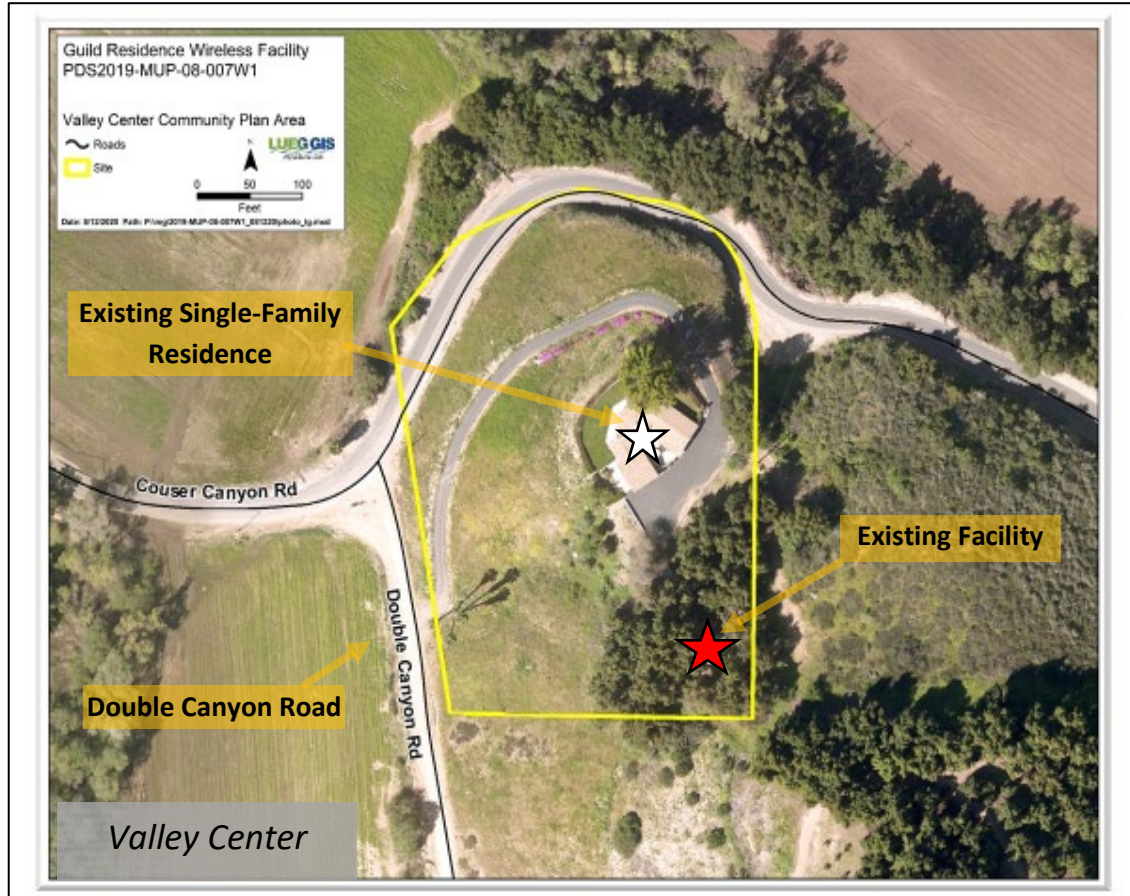 Guild Residence Wireless Facility
PDS2019-MUP-08-007W1
Valley Center Community Plan Area
Roads
Site
LUEG GIS
N
0 50 100
Feet
Existing Single-Family
Residence
Couser Canyon Rd
Existing Facility
Double Canyon Rd
Double Canyon Road
Valley Center